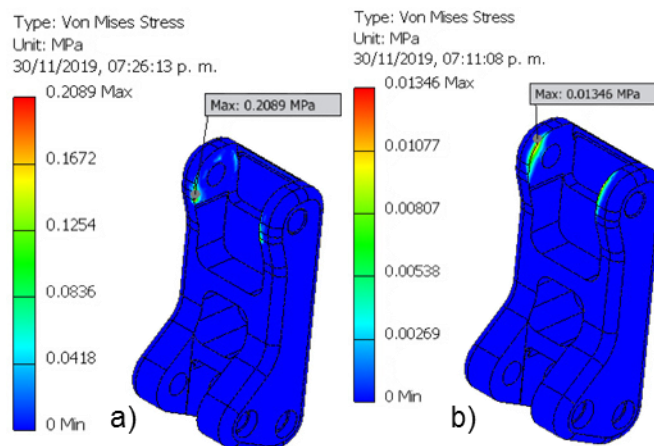 Type: Von Mises Stress
Unit: MPa
30/11/2019, 07:26:13 p. m.
0.2089 Max
Max: 0.2089 MPa
0.1672
0.1254
0.0836
0.0418
0 Min
a)
Type: Von Mises Stress
Unit: MPa
30/11/2019, 07:11:08 p. m.
0.01346 Max
Max: 0.01346 MPa
0.01077
0.00807
0.00538
0.00269
0 Min
b)